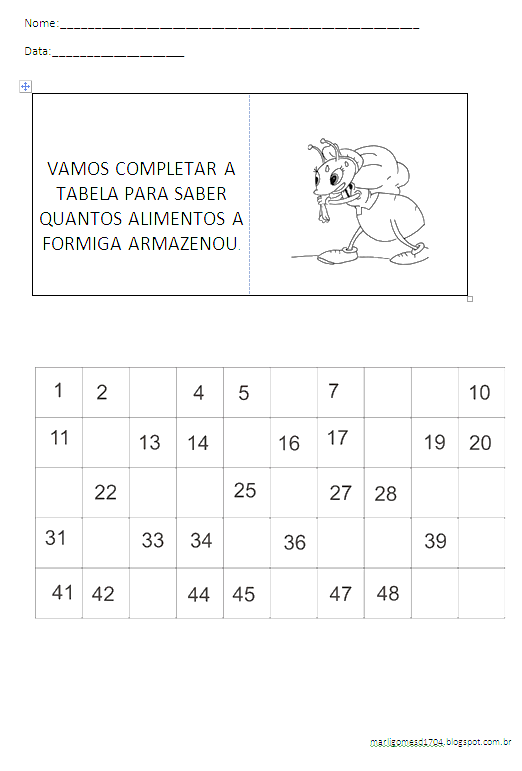 Nome:____________________________________________________
Data:___________________
VAMOS COMPLETAR A
TABELA PARA SABER
QUANTOS ALIMENTOS A
FORMIGA ARMAZENOU.
1 2 4 5 7 10
11 13 14 16 17 19 20
22 25 27 28
31 33 34 36 39
41 42 44 45 47 48
marligomesd1704.blogspot.com.br